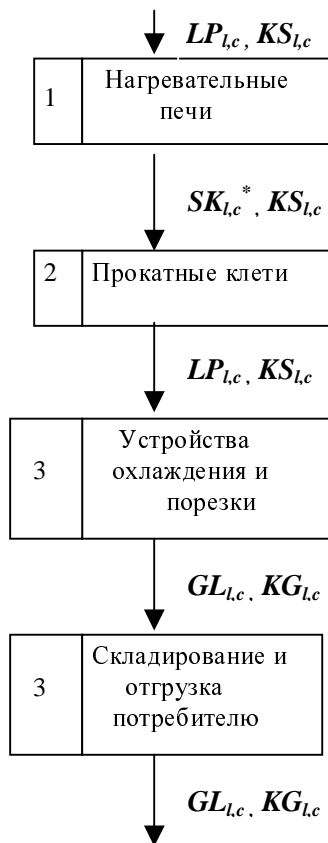 LP_{l,c}, KS_{l,c}
1 Нагревательные
печи
SK_{l,c}^*, KS_{l,c}
2 Прокатные клети
LP_{l,c}, KS_{l,c}
Устройства
3 охлаждения и
порезки
GL_{l,c}, KG_{l,c}
Складирование и
3 отгрузка
потребителю
GL_{l,c}, KG_{l,c}